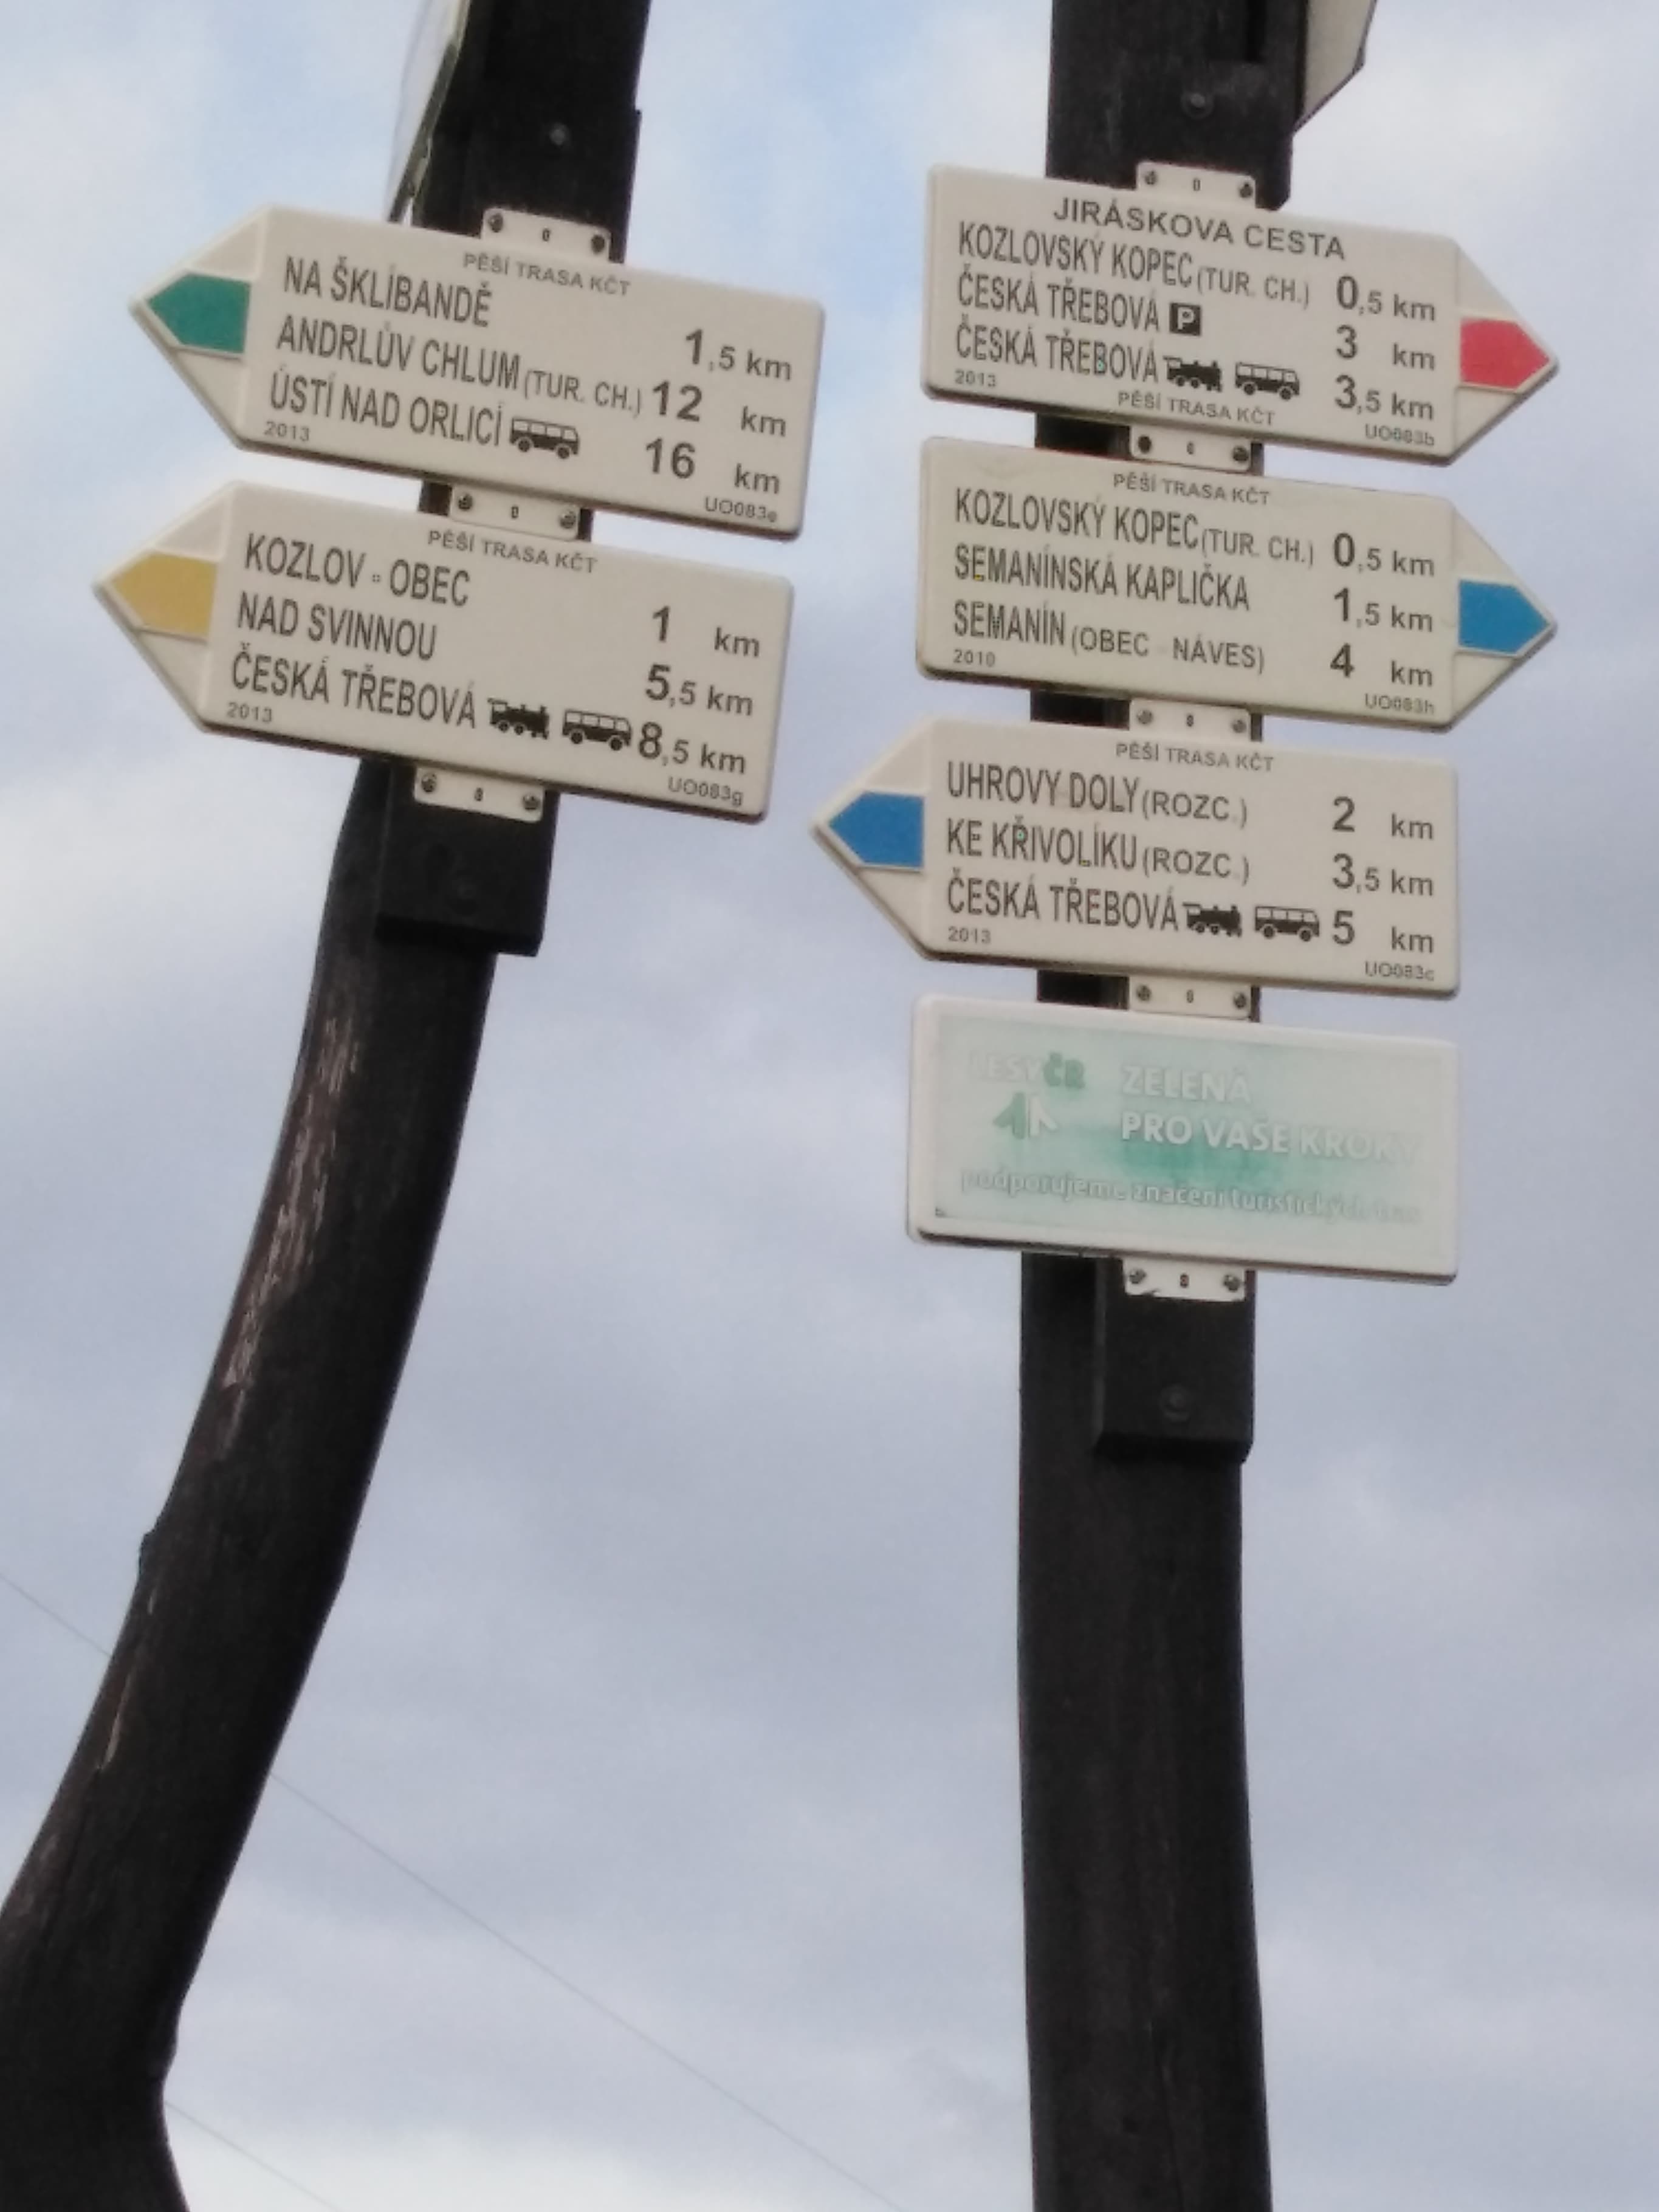 PĚŠÍ TRASA KČT
NA ŠKLÍBANDĚ 1,5 km
ANDRLŮV CHLUM (TUR. CH.) 12 km
ÚSTÍ NAD ORLICÍ 16 km
2013 UO083e
PĚŠÍ TRASA KČT
KOZLOV - OBEC 1 km
NAD SVINNOU 5,5 km
ČESKÁ TŘEBOVÁ 8,5 km
2013 UO083g
JIRÁSKOVA CESTA
KOZLOVSKÝ KOPEC (TUR. CH.) 0,5 km
ČESKÁ TŘEBOVÁ P 3 km
ČESKÁ TŘEBOVÁ 3,5 km
2013 PĚŠÍ TRASA KČT UO083b
PĚŠÍ TRASA KČT
KOZLOVSKÝ KOPEC (TUR. CH.) 0,5 km
SEMANÍNSKÁ KAPLIČKA 1,5 km
SEMANÍN (OBEC - NÁVES) 4 km
2010 UO083h
PĚŠÍ TRASA KČT
UHROVY DOLY (ROZC.) 2 km
KE KŘIVOLÍKU (ROZC.) 3,5 km
ČESKÁ TŘEBOVÁ 5 km
2013 UO083c
LESY ČR ZELENÁ
PRO VAŠE KROKY
podporujeme značení turistických tras